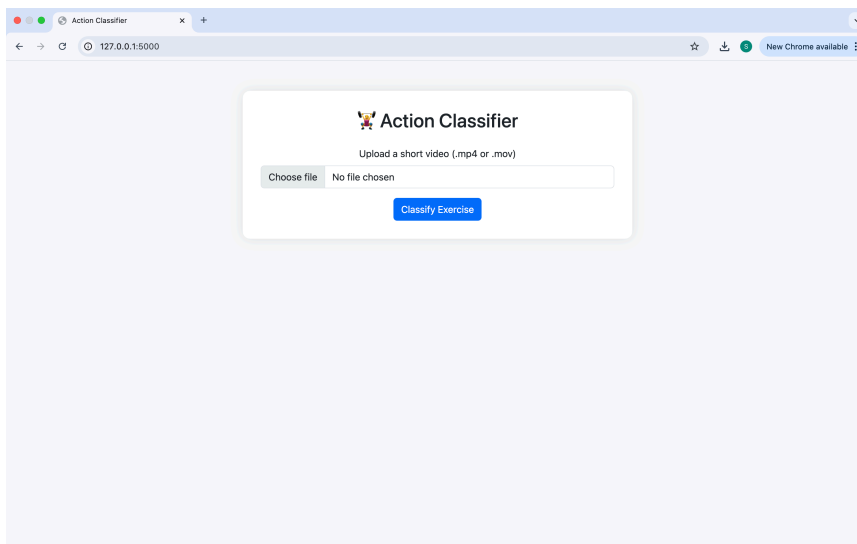 Action Classifier
127.0.0.1:5000
S
New Chrome available
Action Classifier
Upload a short video (.mp4 or .mov)
Choose file No file chosen
Classify Exercise